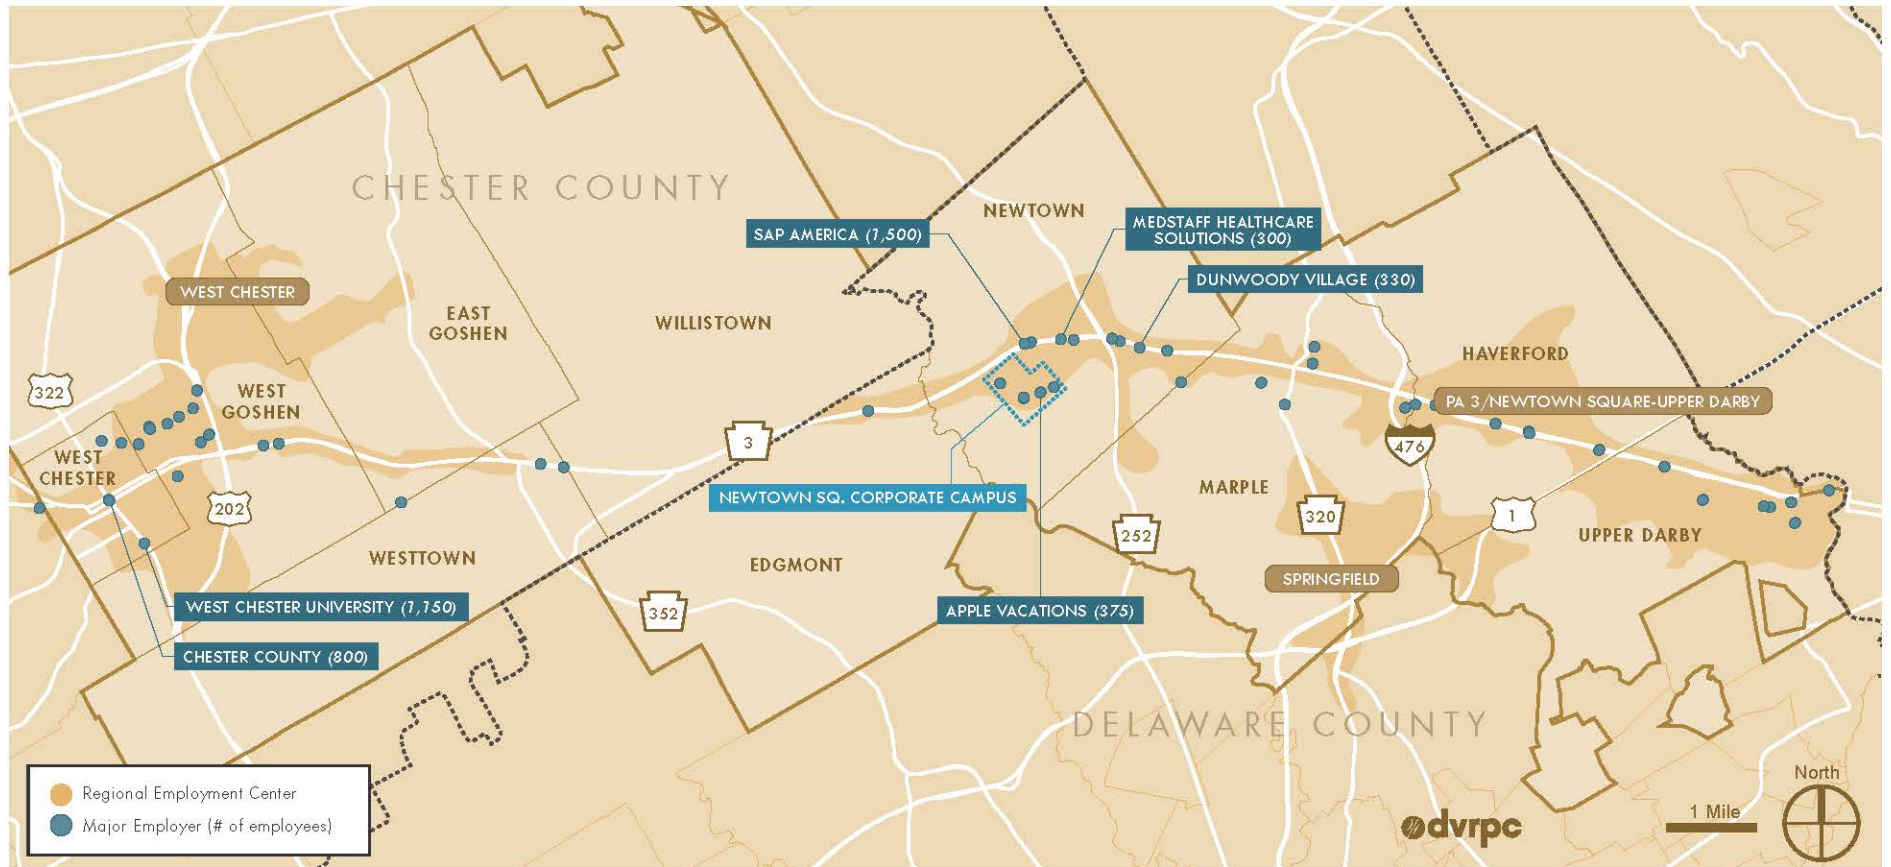 CHESTER COUNTY
NEWTOWN
SAP AMERICA (1,500)
MEDSTAFF HEALTHCARE
SOLUTIONS (300)
DUNWOODY VILLAGE (330)
WEST CHESTER
EAST
GOSHEN
WILLISTOWN
HAVERFORD
322
WEST
GOSHEN
PA 3/NEWTOWN SQUARE-UPPER DARBY
3
476
WEST
CHESTER
NEWTOWN SQ. CORPORATE CAMPUS
MARPLE
202
320
1
252
UPPER DARBY
WESTTOWN
EDGMONT
SPRINGFIELD
WEST CHESTER UNIVERSITY (1,150)
352
APPLE VACATIONS (375)
CHESTER COUNTY (800)
DELAWARE COUNTY
Regional Employment Center
Major Employer (# of employees)
dvrpc
1 Mile
North